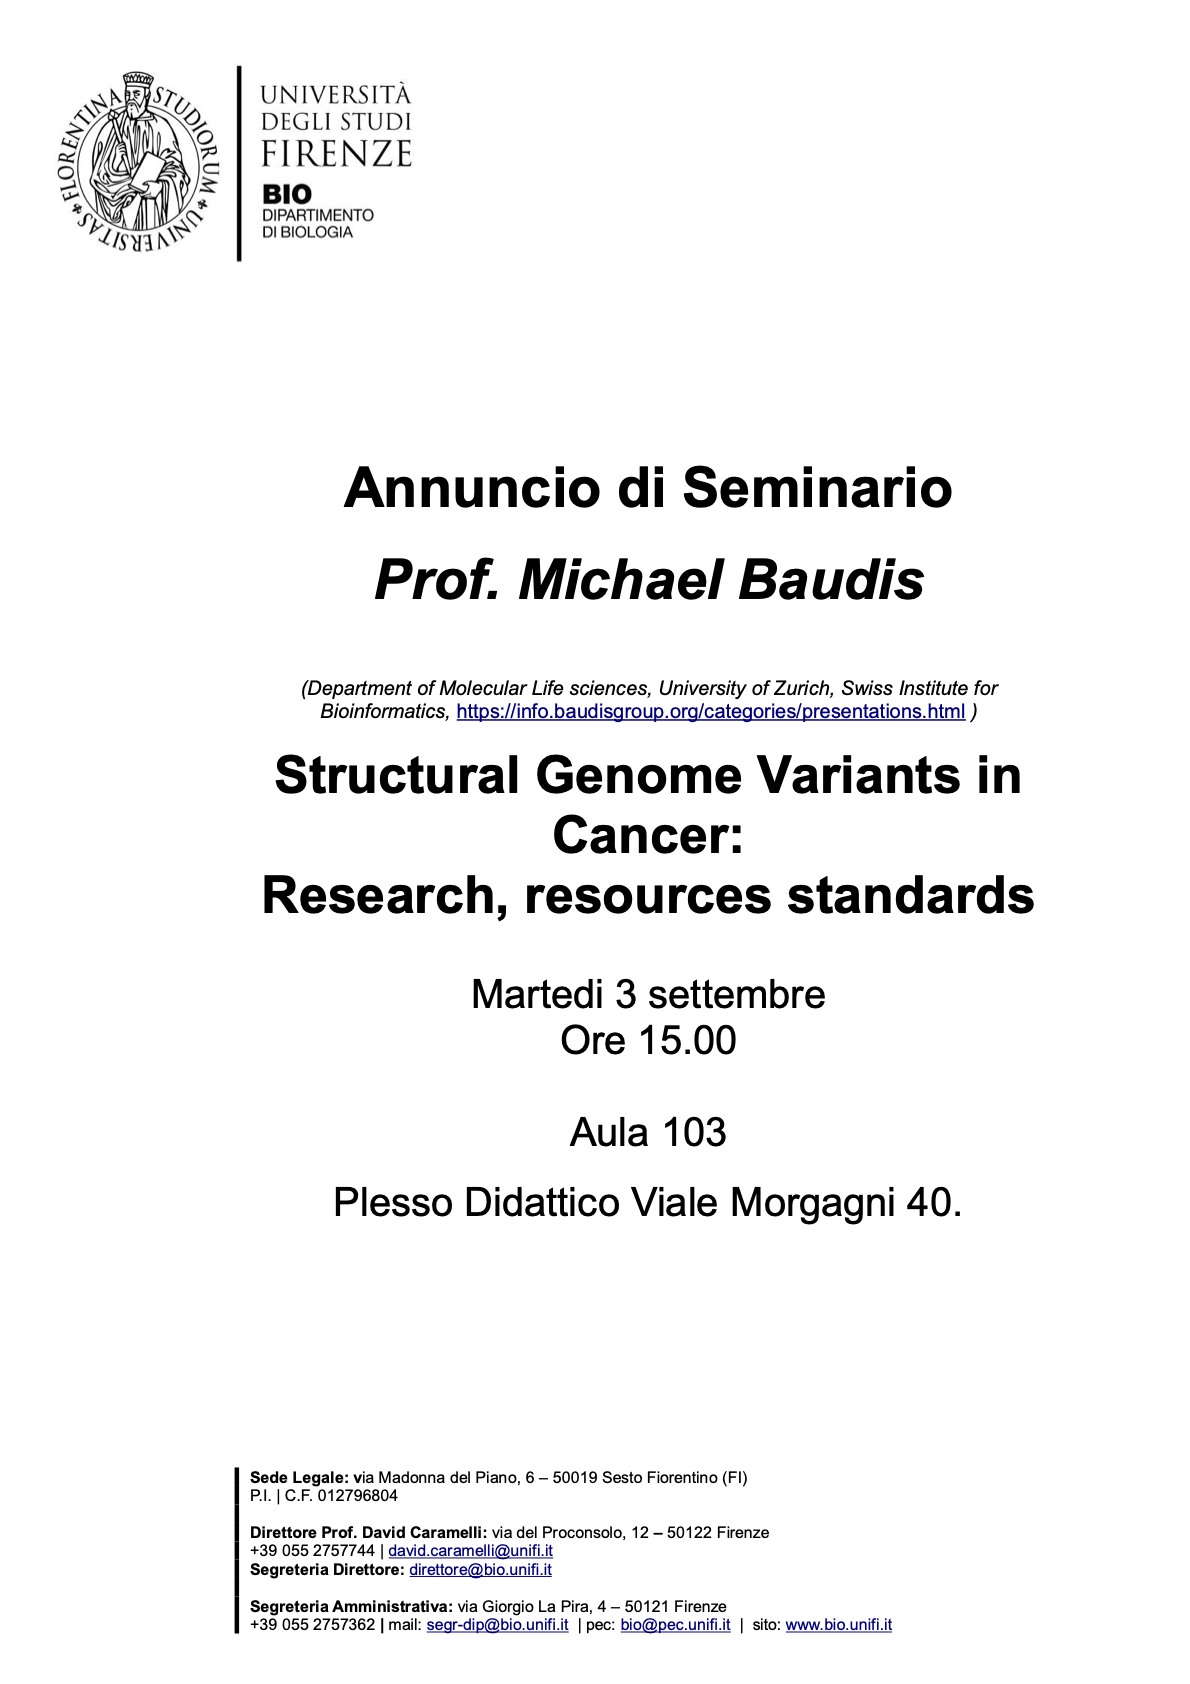 FLORENTINA STUDIORUM UNIVERSITAS
UNIVERSITÀ
DEGLI STUDI
FIRENZE
BIO
DIPARTIMENTO
DI BIOLOGIA
Annuncio di Seminario
Prof. Michael Baudis
(Department of Molecular Life sciences, University of Zurich, Swiss Institute for
Bioinformatics, https://info.baudisgroup.org/categories/presentations.html )
Structural Genome Variants in
Cancer:
Research, resources standards
Martedi 3 settembre
Ore 15.00
Aula 103
Plesso Didattico Viale Morgagni 40.
Sede Legale: via Madonna del Piano, 6 – 50019 Sesto Fiorentino (FI)
P.I. | C.F. 012796804
Direttore Prof. David Caramelli: via del Proconsolo, 12 – 50122 Firenze
+39 055 2757744 | david.caramelli@unifi.it
Segreteria Direttore: direttore@bio.unifi.it
Segreteria Amministrativa: via Giorgio La Pira, 4 – 50121 Firenze
+39 055 2757362 | mail: segr-dip@bio.unifi.it | pec: bio@pec.unifi.it | sito: www.bio.unifi.it